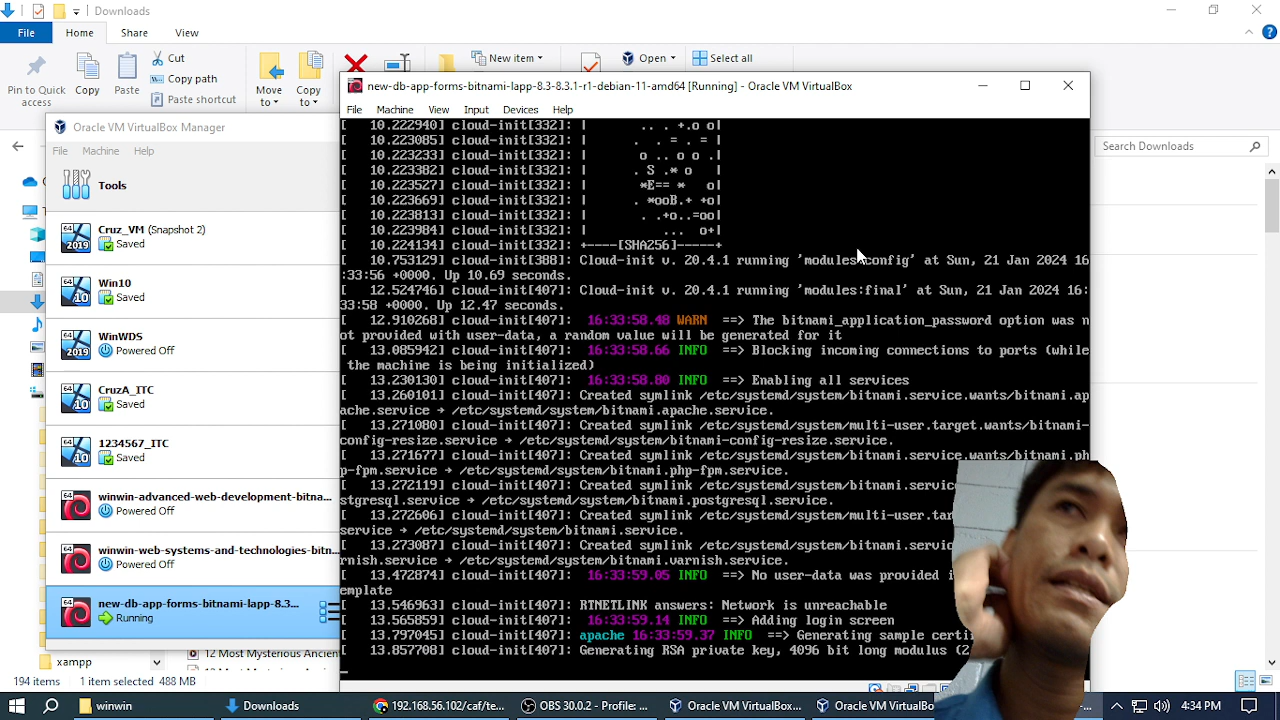 Downloads
File
Home
Share
View
Pin to Quick access
Copy
Paste
Cut
Copy path
Paste shortcut
Move to
Copy to
New item
Open
Select all
new-db-app-forms-bitnami-lapp-8.3-8.3.1-r1-debian-11-amd64 [Running] - Oracle VM VirtualBox
File Machine View Input Devices Help
Oracle VM VirtualBox Manager
File Machine Help
Search Downloads
Tools
Cruz_VM (Snapshot 2)
Saved
Win10
Saved
WinWDS
Powered Off
CruzA_ITC
Saved
1234567_ITC
Saved
winwin-advanced-web-development-bitna...
Powered Off
winwin-web-systems-and-technologies-bitn...
Powered Off
new-db-app-forms-bitnami-lapp-8.3...
Running
[ 10.222940] cloud-init[332]: | .. . +.o o|
[ 10.223085] cloud-init[332]: | . . = . = |
[ 10.223233] cloud-init[332]: | o .. o o .|
[ 10.223382] cloud-init[332]: | . S .* o |
[ 10.223527] cloud-init[332]: | *E== * o|
[ 10.223669] cloud-init[332]: | . *ooB.+ +o|
[ 10.223813] cloud-init[332]: | . .+o..=oo|
[ 10.223984] cloud-init[332]: | ... o+|
[ 10.224134] cloud-init[332]: +----[SHA256]-----+
[ 10.753129] cloud-init[388]: Cloud-init v. 20.4.1 running 'modules:config' at Sun, 21 Jan 2024 16
:33:56 +0000. Up 10.69 seconds.
[ 12.524746] cloud-init[407]: Cloud-init v. 20.4.1 running 'modules:final' at Sun, 21 Jan 2024 16:
33:58 +0000. Up 12.47 seconds.
[ 12.910268] cloud-init[407]: 16:33:58.48 WARN ==> The bitnami_application_password option was n
ot provided with user-data, a random value will be generated for it
[ 13.085942] cloud-init[407]: 16:33:58.66 INFO ==> Blocking incoming connections to ports (while
the machine is being initialized)
[ 13.230130] cloud-init[407]: 16:33:58.80 INFO ==> Enabling all services
[ 13.260101] cloud-init[407]: Created symlink /etc/systemd/system/bitnami.service.wants/bitnami.ap
ache.service → /etc/systemd/system/bitnami.apache.service.
[ 13.271080] cloud-init[407]: Created symlink /etc/systemd/system/multi-user.target.wants/bitnami-
config-resize.service → /etc/systemd/system/bitnami-config-resize.service.
[ 13.271677] cloud-init[407]: Created symlink /etc/systemd/system/bitnami.service.wants/bitnami.ph
p-fpm.service → /etc/systemd/system/bitnami.php-fpm.service.
[ 13.272119] cloud-init[407]: Created symlink /etc/systemd/system/bitnami.servic
stgresql.service → /etc/systemd/system/bitnami.postgresql.service.
[ 13.272606] cloud-init[407]: Created symlink /etc/systemd/system/multi-user.tar
service → /etc/systemd/system/bitnami.service.
[ 13.273087] cloud-init[407]: Created symlink /etc/systemd/system/bitnami.servic
rnish.service → /etc/systemd/system/bitnami.varnish.service.
[ 13.472874] cloud-init[407]: 16:33:59.05 INFO ==> No user-data was provided i
emplate
[ 13.546963] cloud-init[407]: RTNETLINK answers: Network is unreachable
[ 13.565859] cloud-init[407]: 16:33:59.14 INFO ==> Adding login screen
[ 13.797045] cloud-init[407]: apache 16:33:59.37 INFO ==> Generating sample certi
[ 13.857708] cloud-init[407]: Generating RSA private key, 4096 bit long modulus (2
xampp
12 Most Mysterious Ancien
194 items
1 item selected 488 MB
winwin
Downloads
192.168.56.102/caf/te...
OBS 30.0.2 - Profile ...
Oracle VM VirtualBo...
Oracle VM VirtualB
4:34 PM